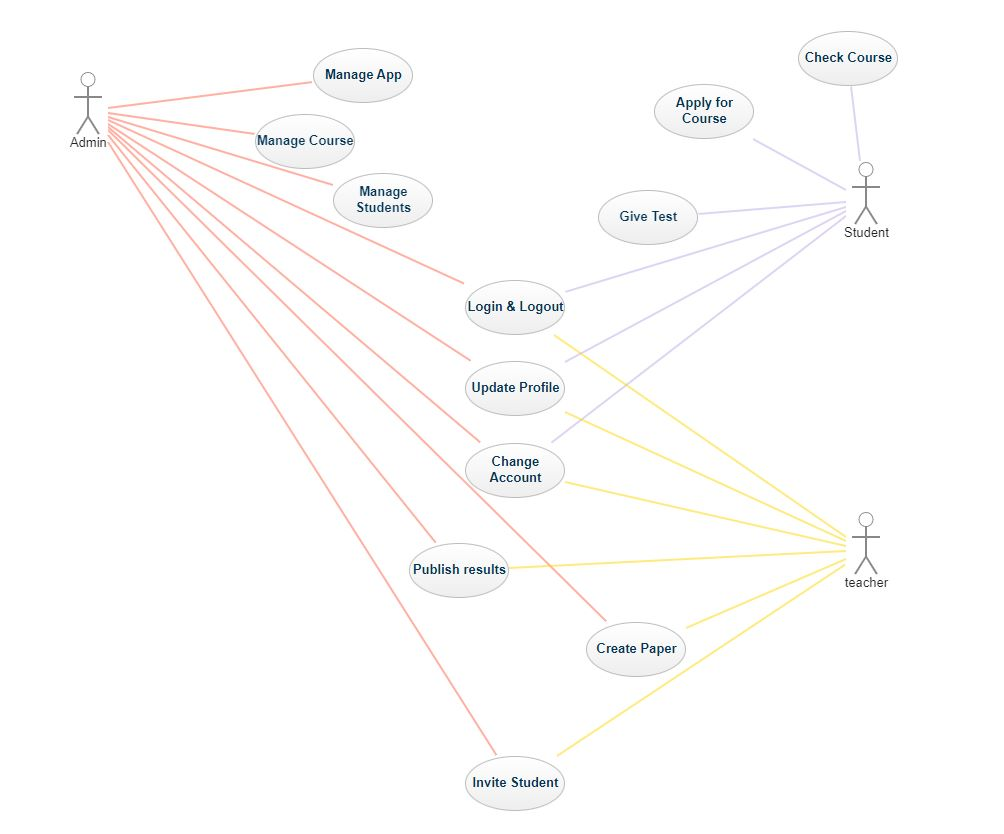 Check Course
Manage App
Apply for
Course
Admin
Manage Course
Manage
Students
Give Test
Student
Login & Logout
Update Profile
Change
Account
Publish results
teacher
Create Paper
Invite Student